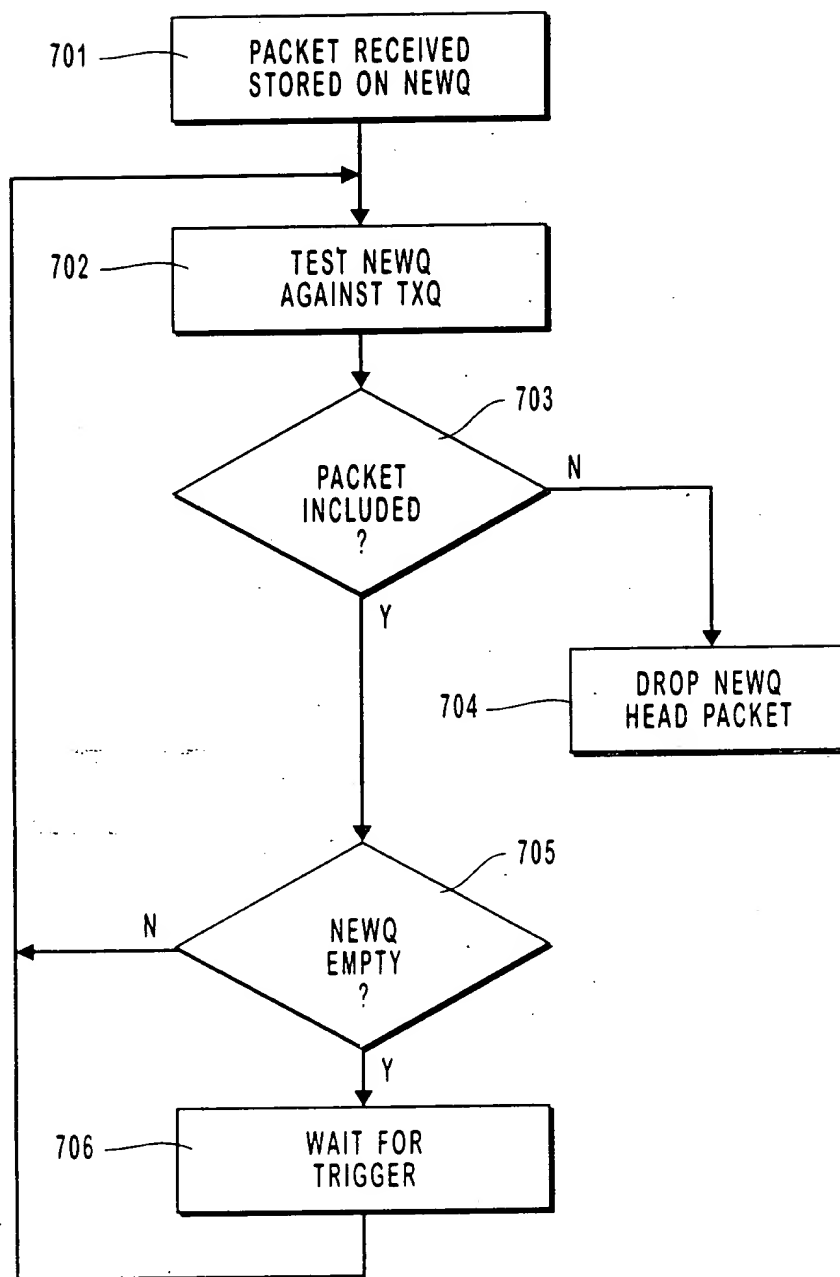 701
PACKET RECEIVED
STORED ON NEWQ
702
TEST NEWQ
AGAINST TXQ
703
PACKET
INCLUDED
?
N
Y
704
DROP NEWQ
HEAD PACKET
705
N
NEWQ
EMPTY
?
Y
706
WAIT FOR
TRIGGER